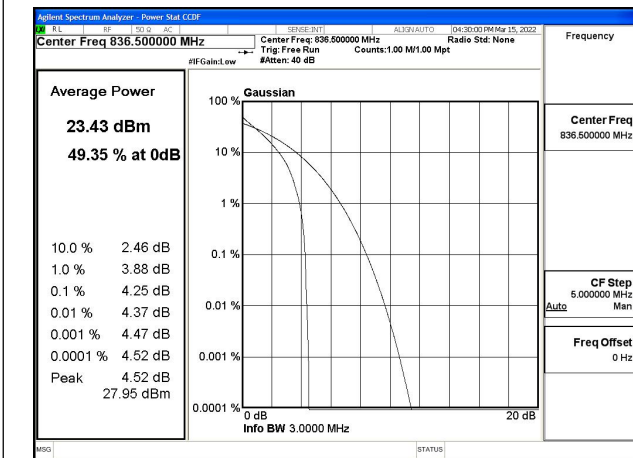 Agilent Spectrum Analyzer - Power Stat CCDF
RL RF 50 Ω AC SENSE:INT ALIGN AUTO 04:30:00 PM Mar 15, 2022
Center Freq 836.500000 MHz
Center Freq: 836.500000 MHz Radio Std: None
Trig: Free Run Counts:1.00 M/1.00 Mpt
#IFGain:Low #Atten: 40 dB
Frequency
Average Power
23.43 dBm
49.35 % at 0dB
10.0 % 2.46 dB
1.0 % 3.88 dB
0.1 % 4.25 dB
0.01 % 4.37 dB
0.001 % 4.47 dB
0.0001 % 4.52 dB
Peak 4.52 dB
27.95 dBm
Gaussian
100 %
10 %
1 %
0.1 %
0.01 %
0.001 %
0.0001 %
0 dB 20 dB
Info BW 3.0000 MHz
Center Freq
836.500000 MHz
CF Step
5.000000 MHz
Auto Man
Freq Offset
0 Hz
MSG STATUS